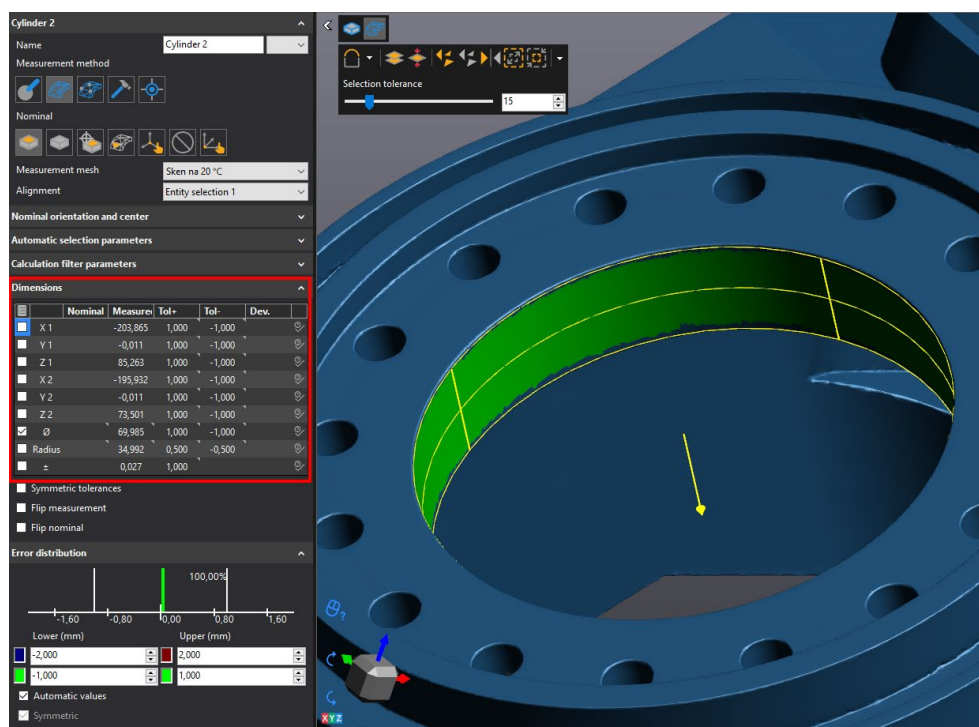 Cylinder 2
Name Cylinder 2
Measurement method
Nominal
Measurement mesh Sken na 20 °C
Alignment Entity selection 1
Nominal orientation and center
Automatic selection parameters
Calculation filter parameters
Dimensions
Nominal Measurei Tol+ Tol- Dev.
X 1 -203,865 1,000 -1,000
Y 1 -0,011 1,000 -1,000
Z 1 85,263 1,000 -1,000
X 2 -195,932 1,000 -1,000
Y 2 -0,011 1,000 -1,000
Z 2 73,501 1,000 -1,000
Ø 69,985 1,000 -1,000
Radius 34,992 0,500 -0,500
± 0,027 1,000
Symmetric tolerances
Flip measurement
Flip nominal
Error distribution
100,00%
-1,60 -0,80 0,00 0,80 1,60
Lower (mm) Upper (mm)
-2,000 2,000
-1,000 1,000
Automatic values
Symmetric
Selection tolerance
15
?
X Y Z